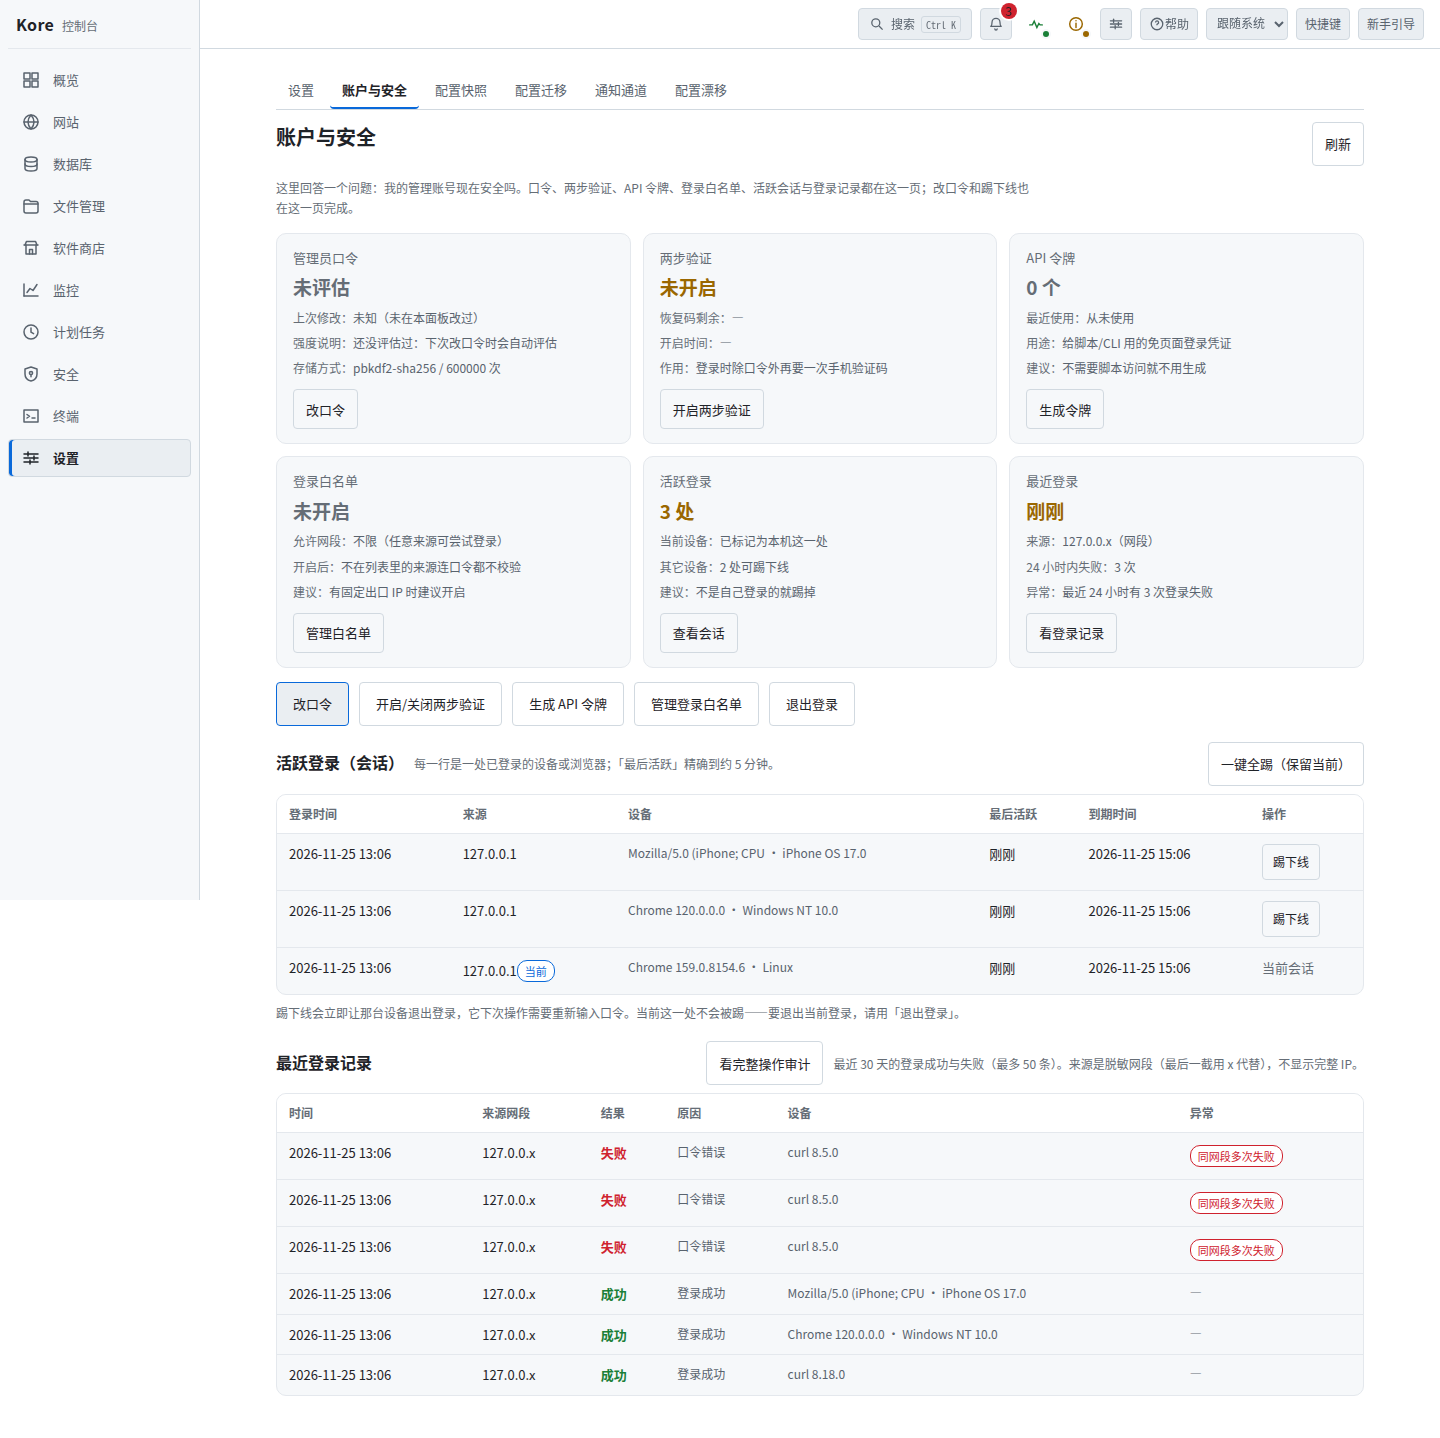 Kore 控制台
搜索 Ctrl K
3
帮助
跟随系统
快捷键
新手引导
概览
网站
数据库
文件管理
软件商店
监控
计划任务
安全
终端
设置
设置 账户与安全 配置快照 配置迁移 通知通道 配置漂移
账户与安全
刷新
这里回答一个问题：我的管理账号现在安全吗。口令、两步验证、API 令牌、登录白名单、活跃会话与登录记录都在这一页；改口令和踢下线也
在这一页完成。
管理员口令
未评估
上次修改：未知（未在本面板改过）
强度说明：还没评估过：下次改口令时会自动评估
存储方式：pbkdf2-sha256 / 600000 次
改口令
两步验证
未开启
恢复码剩余：—
开启时间：—
作用：登录时除口令外再要一次手机验证码
开启两步验证
API 令牌
0 个
最近使用：从未使用
用途：给脚本/CLI 用的免页面登录凭证
建议：不需要脚本访问就不用生成
生成令牌
登录白名单
未开启
允许网段：不限（任意来源可尝试登录）
开启后：不在列表里的来源连口令都不校验
建议：有固定出口 IP 时建议开启
管理白名单
活跃登录
3 处
当前设备：已标记为本机这一处
其它设备：2 处可踢下线
建议：不是自己登录的就踢掉
查看会话
最近登录
刚刚
来源：127.0.0.x（网段）
24 小时内失败：3 次
异常：最近 24 小时有 3 次登录失败
看登录记录
改口令 开启/关闭两步验证 生成 API 令牌 管理登录白名单 退出登录
活跃登录（会话） 每一行是一处已登录的设备或浏览器；「最后活跃」精确到约 5 分钟。
一键全踢（保留当前）
登录时间 来源 设备 最后活跃 到期时间 操作
2026-11-25 13:06 127.0.0.1 Mozilla/5.0 (iPhone; CPU · iPhone OS 17.0 刚刚 2026-11-25 15:06 踢下线
2026-11-25 13:06 127.0.0.1 Chrome 120.0.0.0 · Windows NT 10.0 刚刚 2026-11-25 15:06 踢下线
2026-11-25 13:06 127.0.0.1 当前 Chrome 159.0.8154.6 · Linux 刚刚 2026-11-25 15:06 当前会话
踢下线会立即让那台设备退出登录，它下次操作需要重新输入口令。当前这一处不会被踢——要退出当前登录，请用「退出登录」。
最近登录记录
看完整操作审计
最近 30 天的登录成功与失败（最多 50 条）。来源是脱敏网段（最后一截用 x 代替），不显示完整 IP。
时间 来源网段 结果 原因 设备 异常
2026-11-25 13:06 127.0.0.x 失败 口令错误 curl 8.5.0 同网段多次失败
2026-11-25 13:06 127.0.0.x 失败 口令错误 curl 8.5.0 同网段多次失败
2026-11-25 13:06 127.0.0.x 失败 口令错误 curl 8.5.0 同网段多次失败
2026-11-25 13:06 127.0.0.x 成功 登录成功 Mozilla/5.0 (iPhone; CPU · iPhone OS 17.0 —
2026-11-25 13:06 127.0.0.x 成功 登录成功 Chrome 120.0.0.0 · Windows NT 10.0 —
2026-11-25 13:06 127.0.0.x 成功 登录成功 curl 8.18.0 —